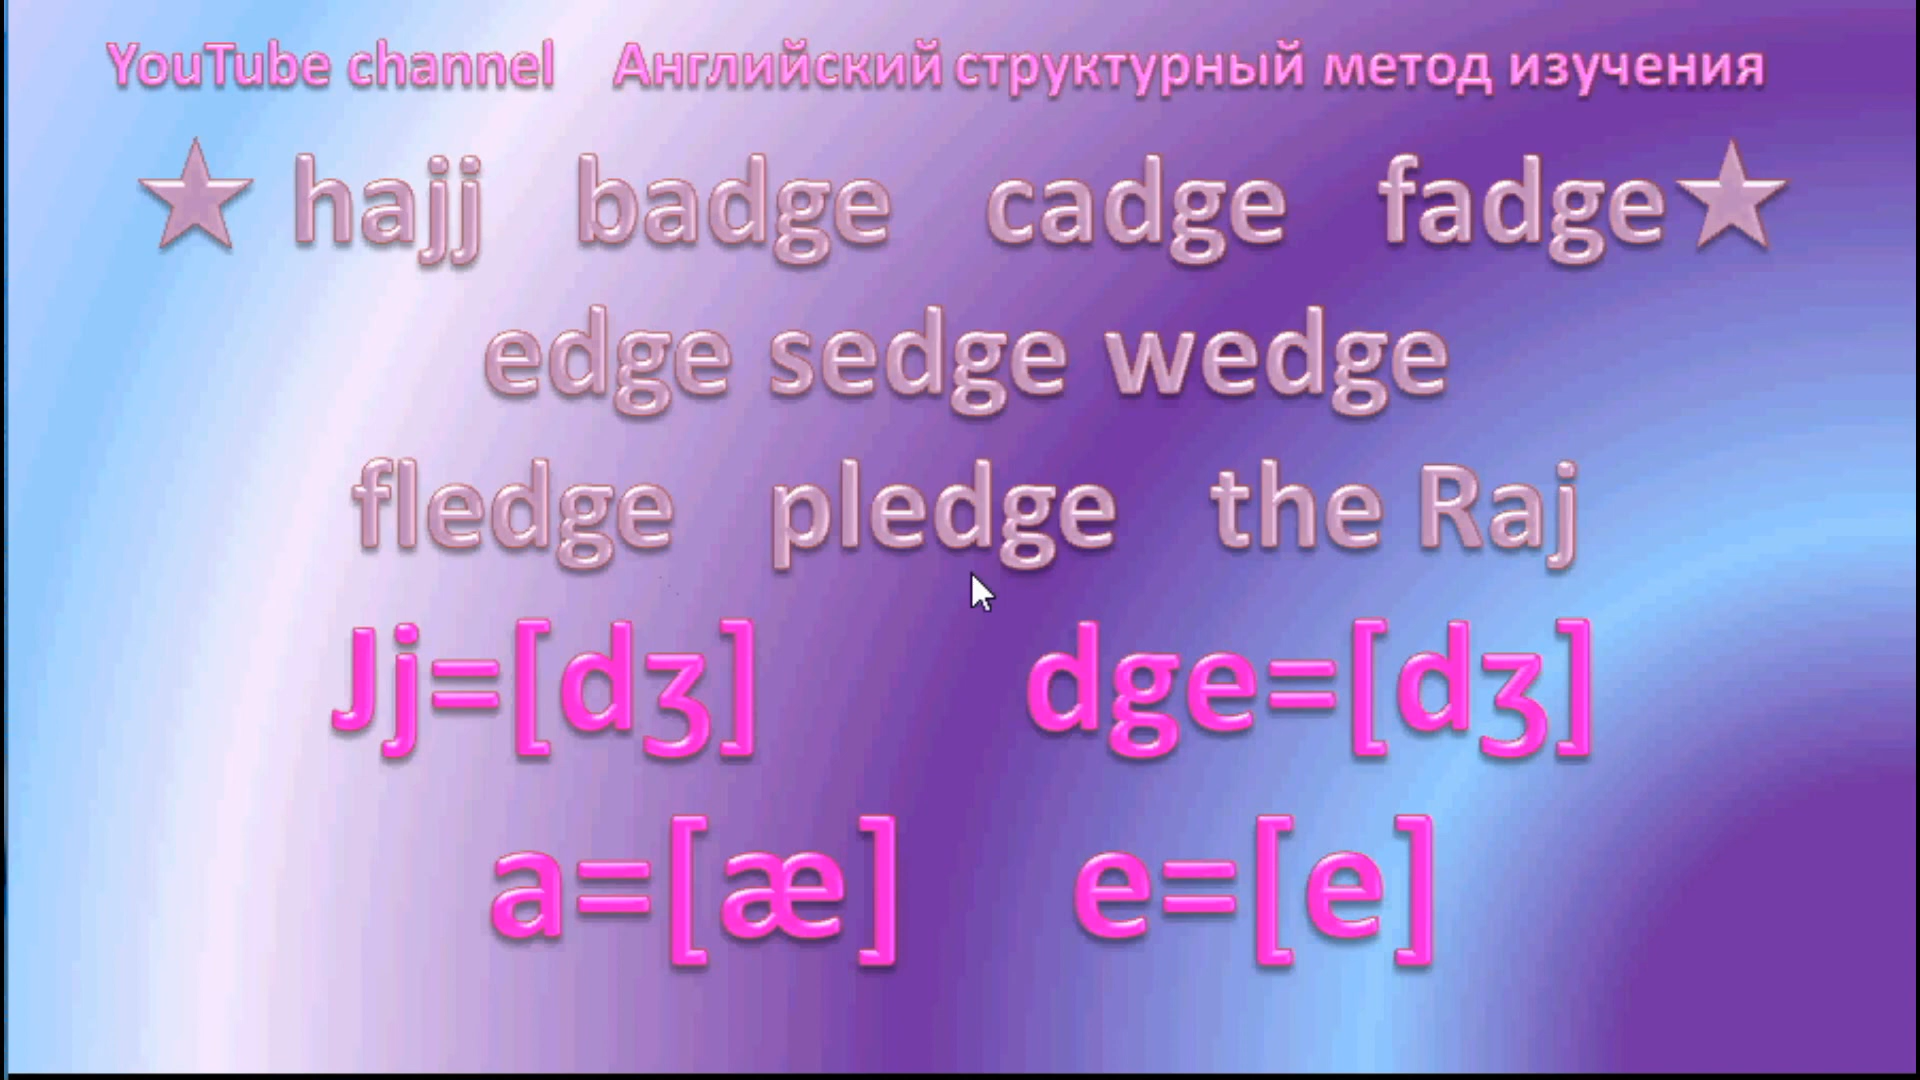 YouTube channel Английский структурный метод изучения
★ hajj badge cadge fadge★
edge sedge wedge
fledge pledge the Raj
Jj=[dʒ] dge=[dʒ]
a=[æ] e=[e]